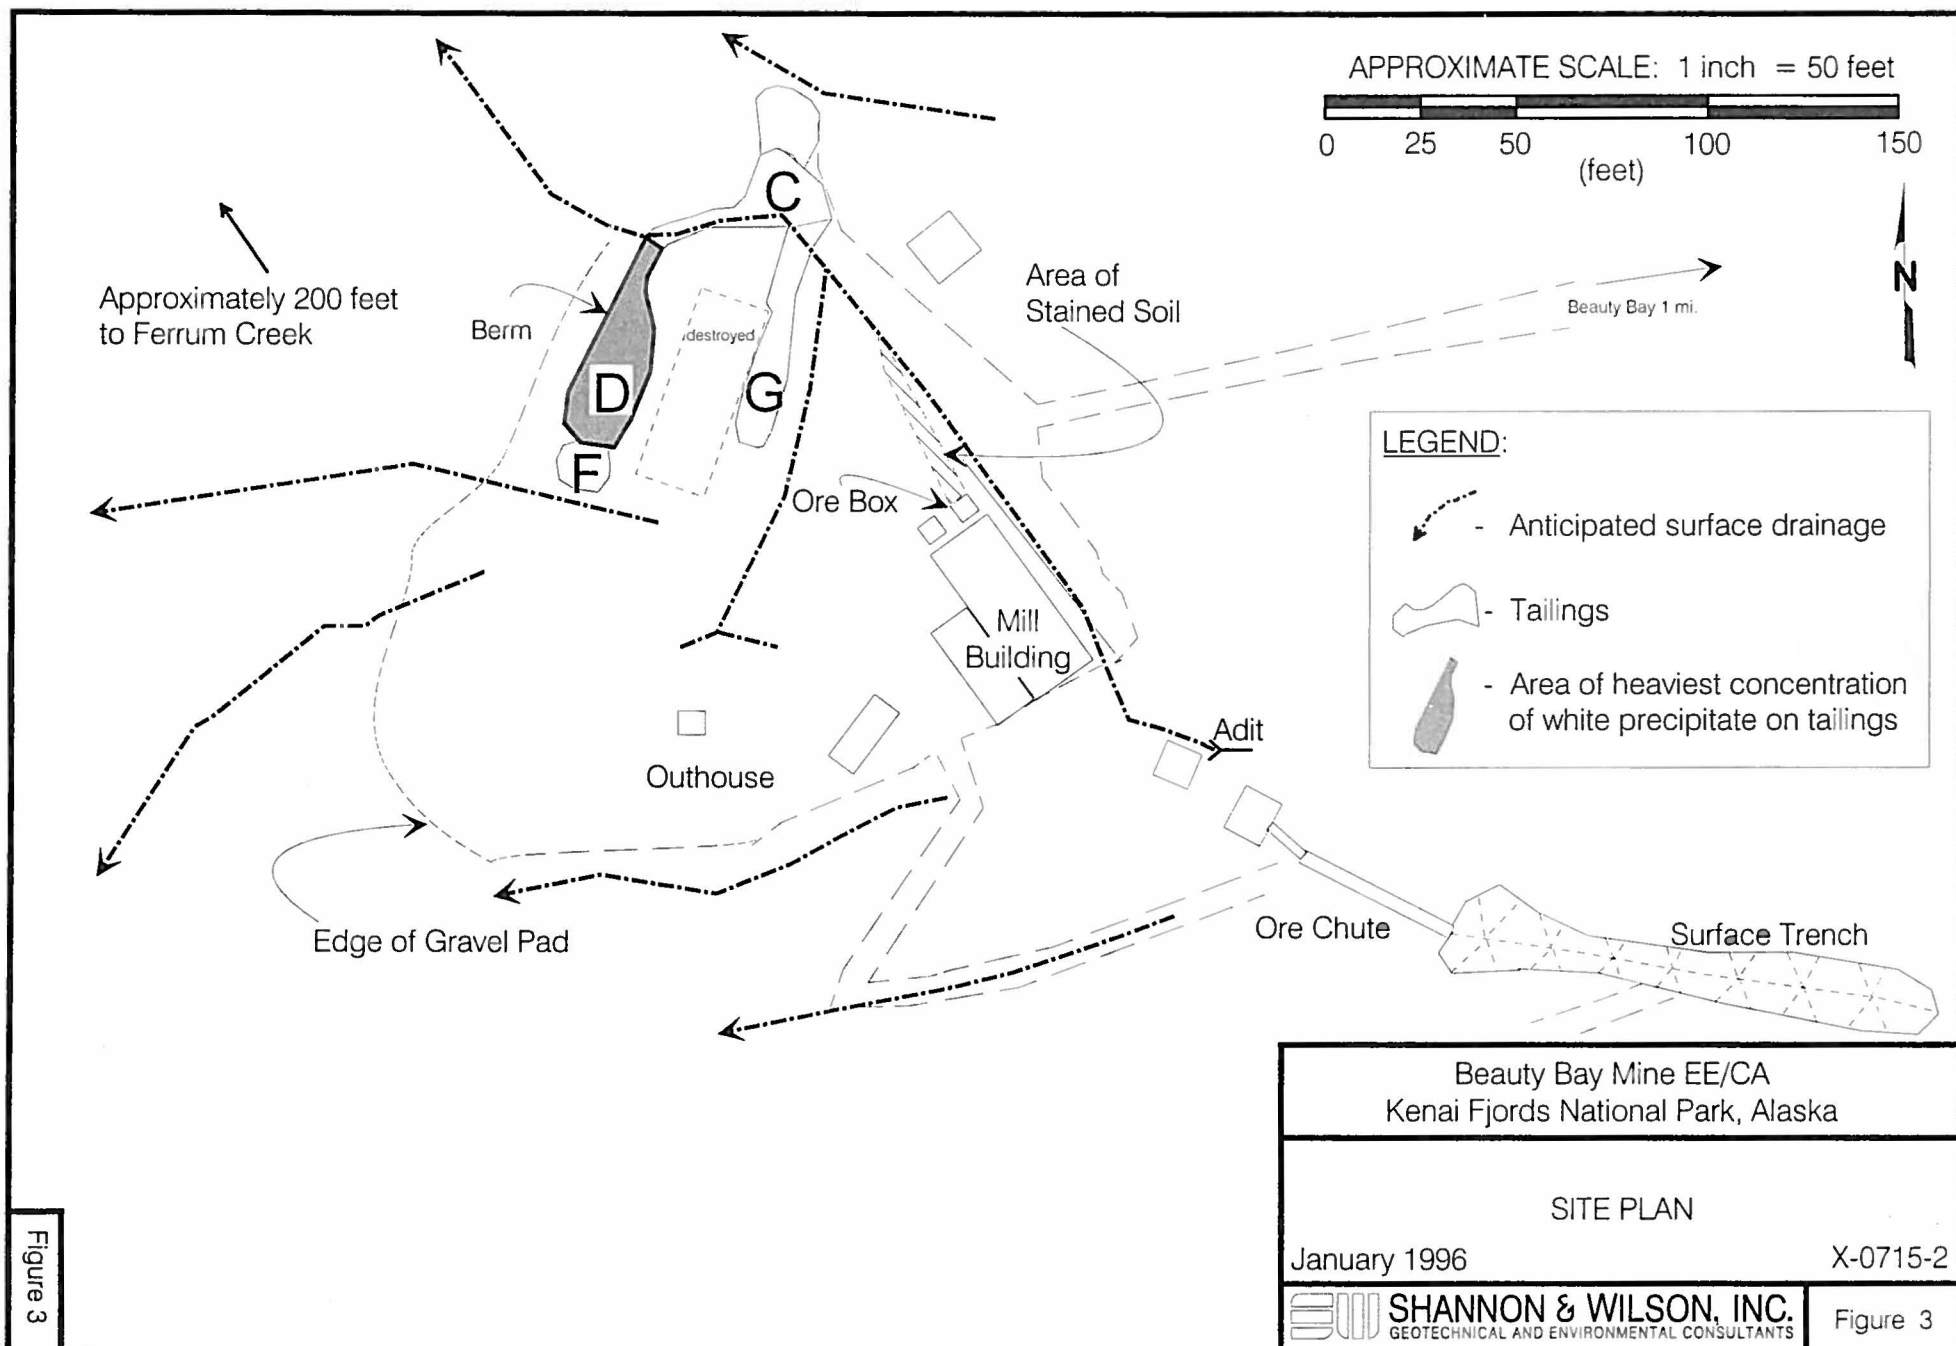 APPROXIMATE SCALE: 1 inch = 50 feet
0 25 50 100 150
(feet)
C
Area of
Stained Soil
N
Beauty Bay 1 mi.
Approximately 200 feet
to Ferrum Creek
Berm
destroyed
D
G
F
Ore Box
LEGEND:
- Anticipated surface drainage
- Tailings
- Area of heaviest concentration
of white precipitate on tailings
Mill
Building
Adit
Outhouse
Edge of Gravel Pad
Ore Chute
Surface Trench
Beauty Bay Mine EE/CA
Kenai Fjords National Park, Alaska
SITE PLAN
January 1996 X-0715-2
SW SHANNON & WILSON, INC.
GEOTECHNICAL AND ENVIRONMENTAL CONSULTANTS
Figure 3
Figure 3